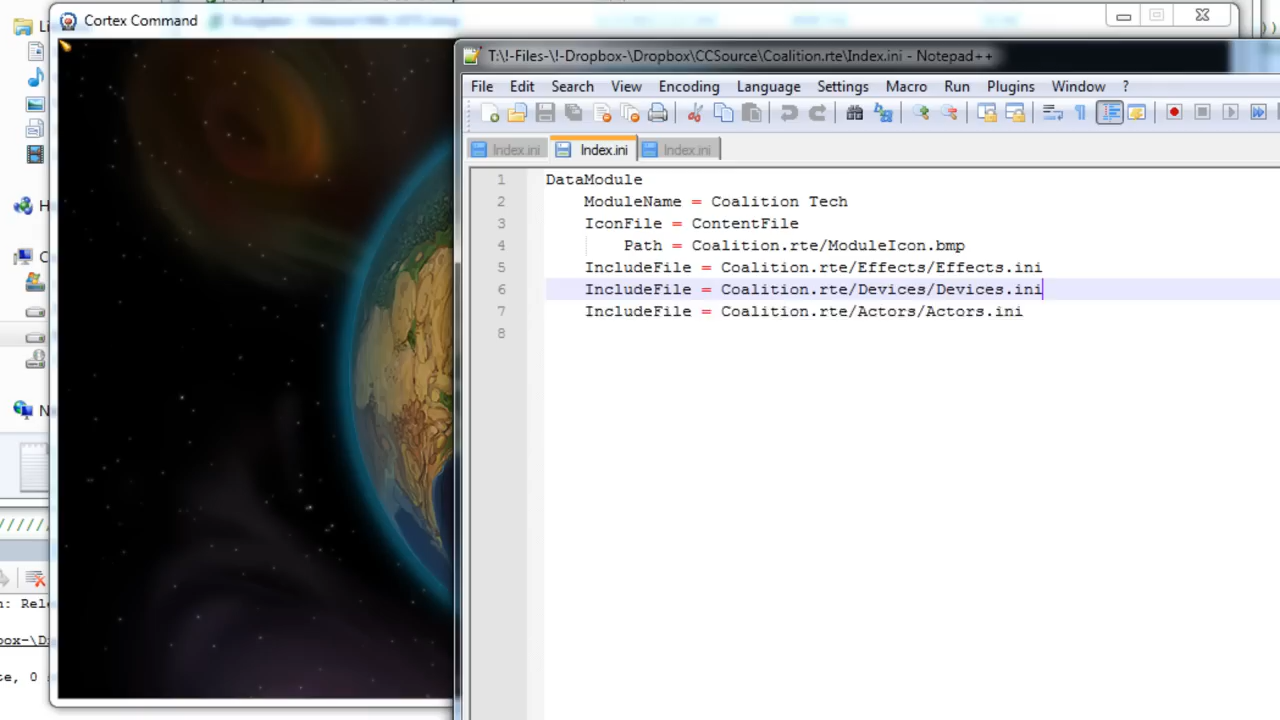 Cortex Command
T:\!-Files-\!-Dropbox-\Dropbox\CCSource\Coalition.rte\Index.ini - Notepad++
File Edit Search View Encoding Language Settings Macro Run Plugins Window ?
Index.ini Index.ini Index.ini
1 DataModule
2 ModuleName = Coalition Tech
3 IconFile = ContentFile
4 Path = Coalition.rte/ModuleIcon.bmp
5 IncludeFile = Coalition.rte/Effects/Effects.ini
6 IncludeFile = Coalition.rte/Devices/Devices.ini
7 IncludeFile = Coalition.rte/Actors/Actors.ini
8